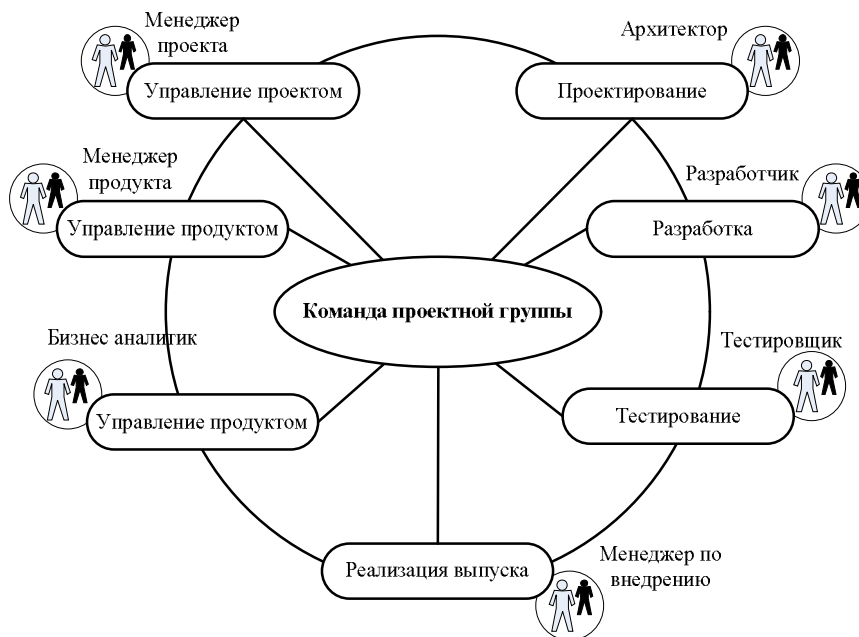 Менеджер
проекта
Управление проектом
Архитектор
Проектирование
Менеджер
продукта
Управление продуктом
Разработчик
Разработка
Команда проектной группы
Бизнес аналитик
Управление продуктом
Тестировщик
Тестирование
Реализация выпуска
Менеджер по
внедрению